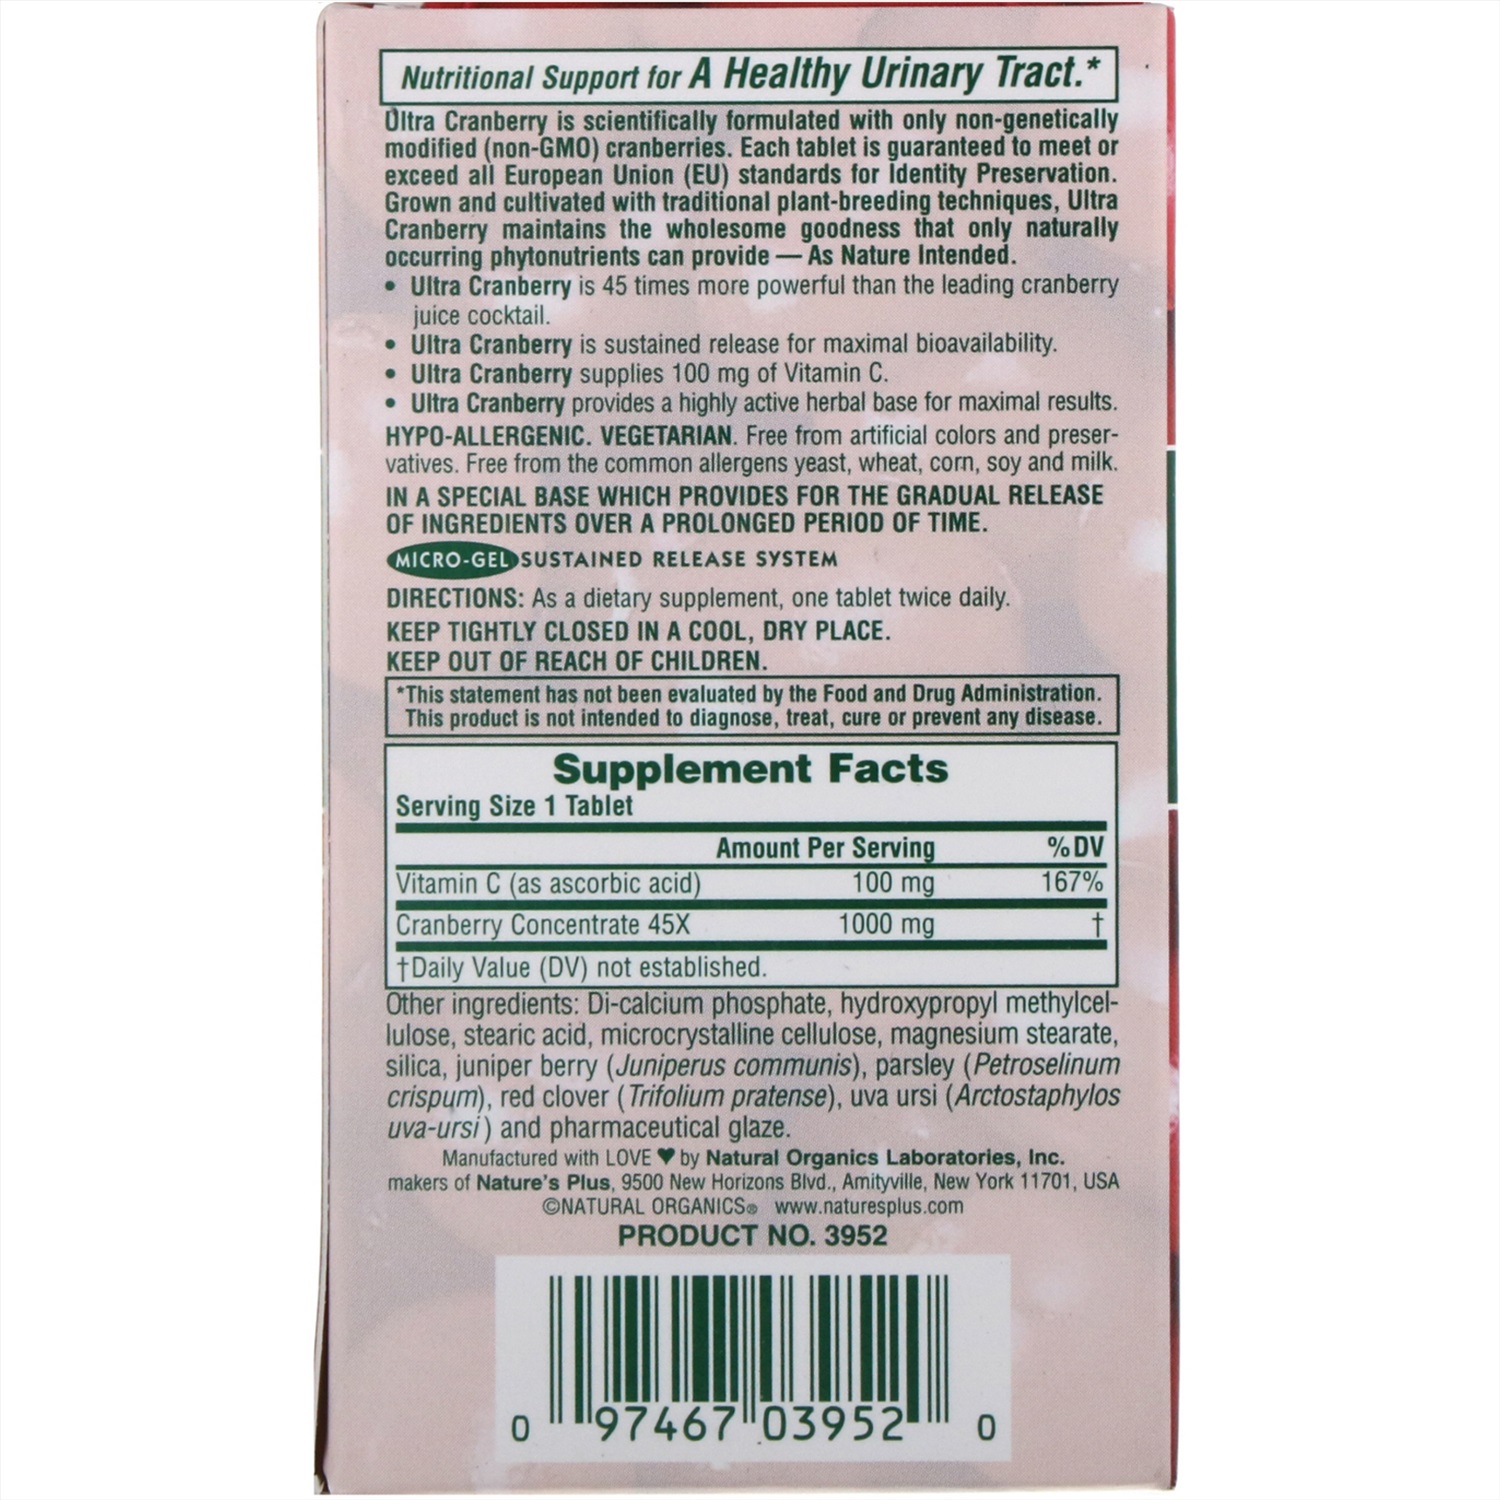 Nutritional Support for A Healthy Urinary Tract.*
Ultra Cranberry is scientifically formulated with only non-genetically
modified (non-GMO) cranberries. Each tablet is guaranteed to meet or
exceed all European Union (EU) standards for Identity Preservation.
Grown and cultivated with traditional plant-breeding techniques, Ultra
Cranberry maintains the wholesome goodness that only naturally
occurring phytonutrients can provide — As Nature Intended.
• Ultra Cranberry is 45 times more powerful than the leading cranberry
juice cocktail.
• Ultra Cranberry is sustained release for maximal bioavailability.
• Ultra Cranberry supplies 100 mg of Vitamin C.
• Ultra Cranberry provides a highly active herbal base for maximal results.
HYPO-ALLERGENIC. VEGETARIAN. Free from artificial colors and preser-
vatives. Free from the common allergens yeast, wheat, corn, soy and milk.
IN A SPECIAL BASE WHICH PROVIDES FOR THE GRADUAL RELEASE
OF INGREDIENTS OVER A PROLONGED PERIOD OF TIME.
MICRO-GEL SUSTAINED RELEASE SYSTEM
DIRECTIONS: As a dietary supplement, one tablet twice daily.
KEEP TIGHTLY CLOSED IN A COOL, DRY PLACE.
KEEP OUT OF REACH OF CHILDREN.
*This statement has not been evaluated by the Food and Drug Administration.
This product is not intended to diagnose, treat, cure or prevent any disease.
Supplement Facts
Serving Size 1 Tablet
Amount Per Serving %DV
Vitamin C (as ascorbic acid) 100 mg 167%
Cranberry Concentrate 45X 1000 mg †
†Daily Value (DV) not established.
Other ingredients: Di-calcium phosphate, hydroxypropyl methylcel-
lulose, stearic acid, microcrystalline cellulose, magnesium stearate,
silica, juniper berry (Juniperus communis), parsley (Petroselinum
crispum), red clover (Trifolium pratense), uva ursi (Arctostaphylos
uva-ursi) and pharmaceutical glaze.
Manufactured with LOVE ♥ by Natural Organics Laboratories, Inc.
makers of Nature's Plus, 9500 New Horizons Blvd., Amityville, New York 11701, USA
©NATURAL ORGANICS® www.naturesplus.com
PRODUCT NO. 3952
0 97467 03952 0